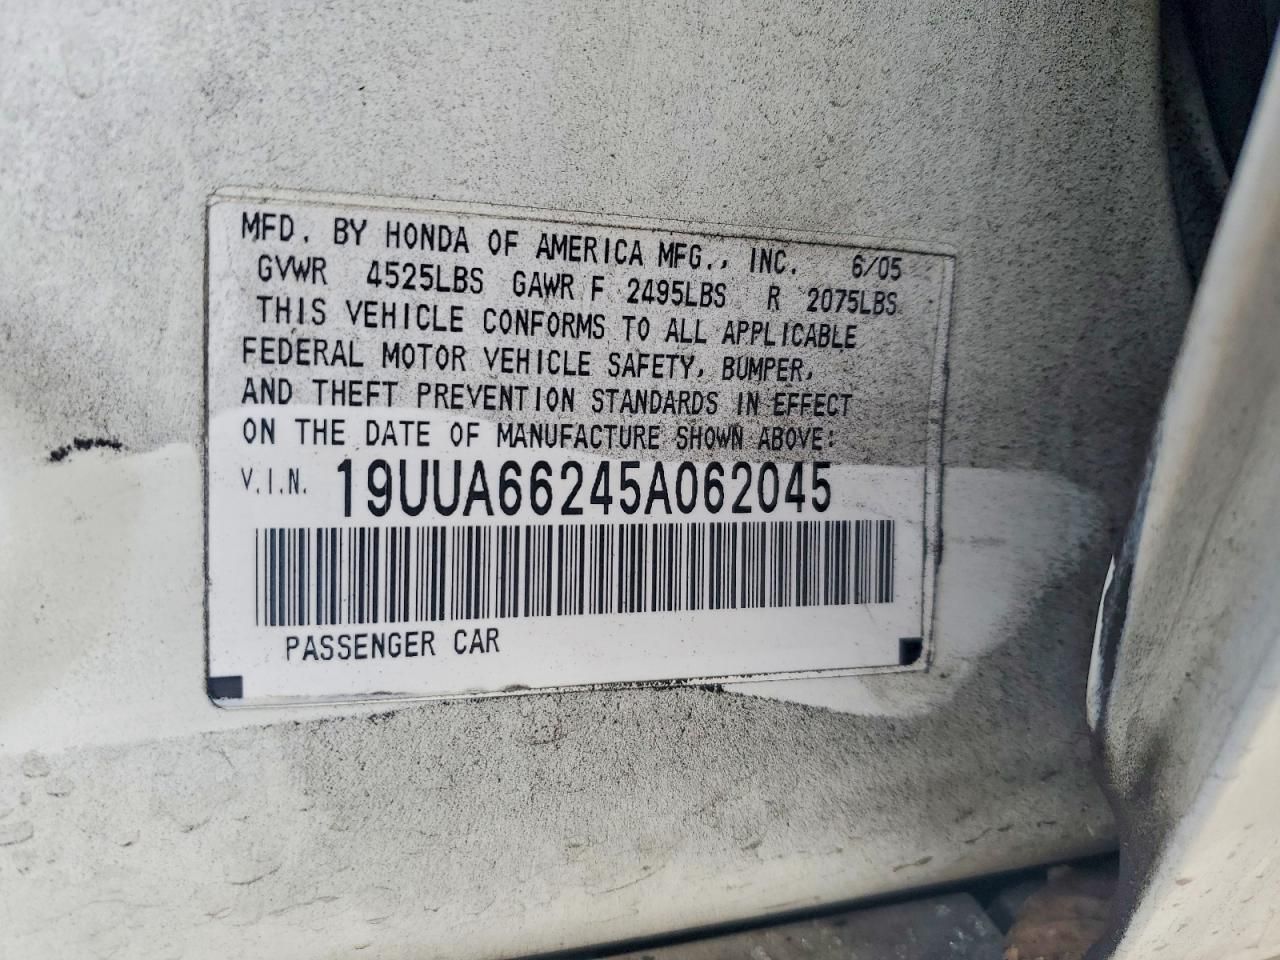 MFD. BY HONDA OF AMERICA MFG., INC. 6/05
GVWR 4525LBS GAWR F 2495LBS R 2075LBS
THIS VEHICLE CONFORMS TO ALL APPLICABLE
FEDERAL MOTOR VEHICLE SAFETY, BUMPER,
AND THEFT PREVENTION STANDARDS IN EFFECT
ON THE DATE OF MANUFACTURE SHOWN ABOVE:
V.I.N. 19UUA66245A062045
PASSENGER CAR